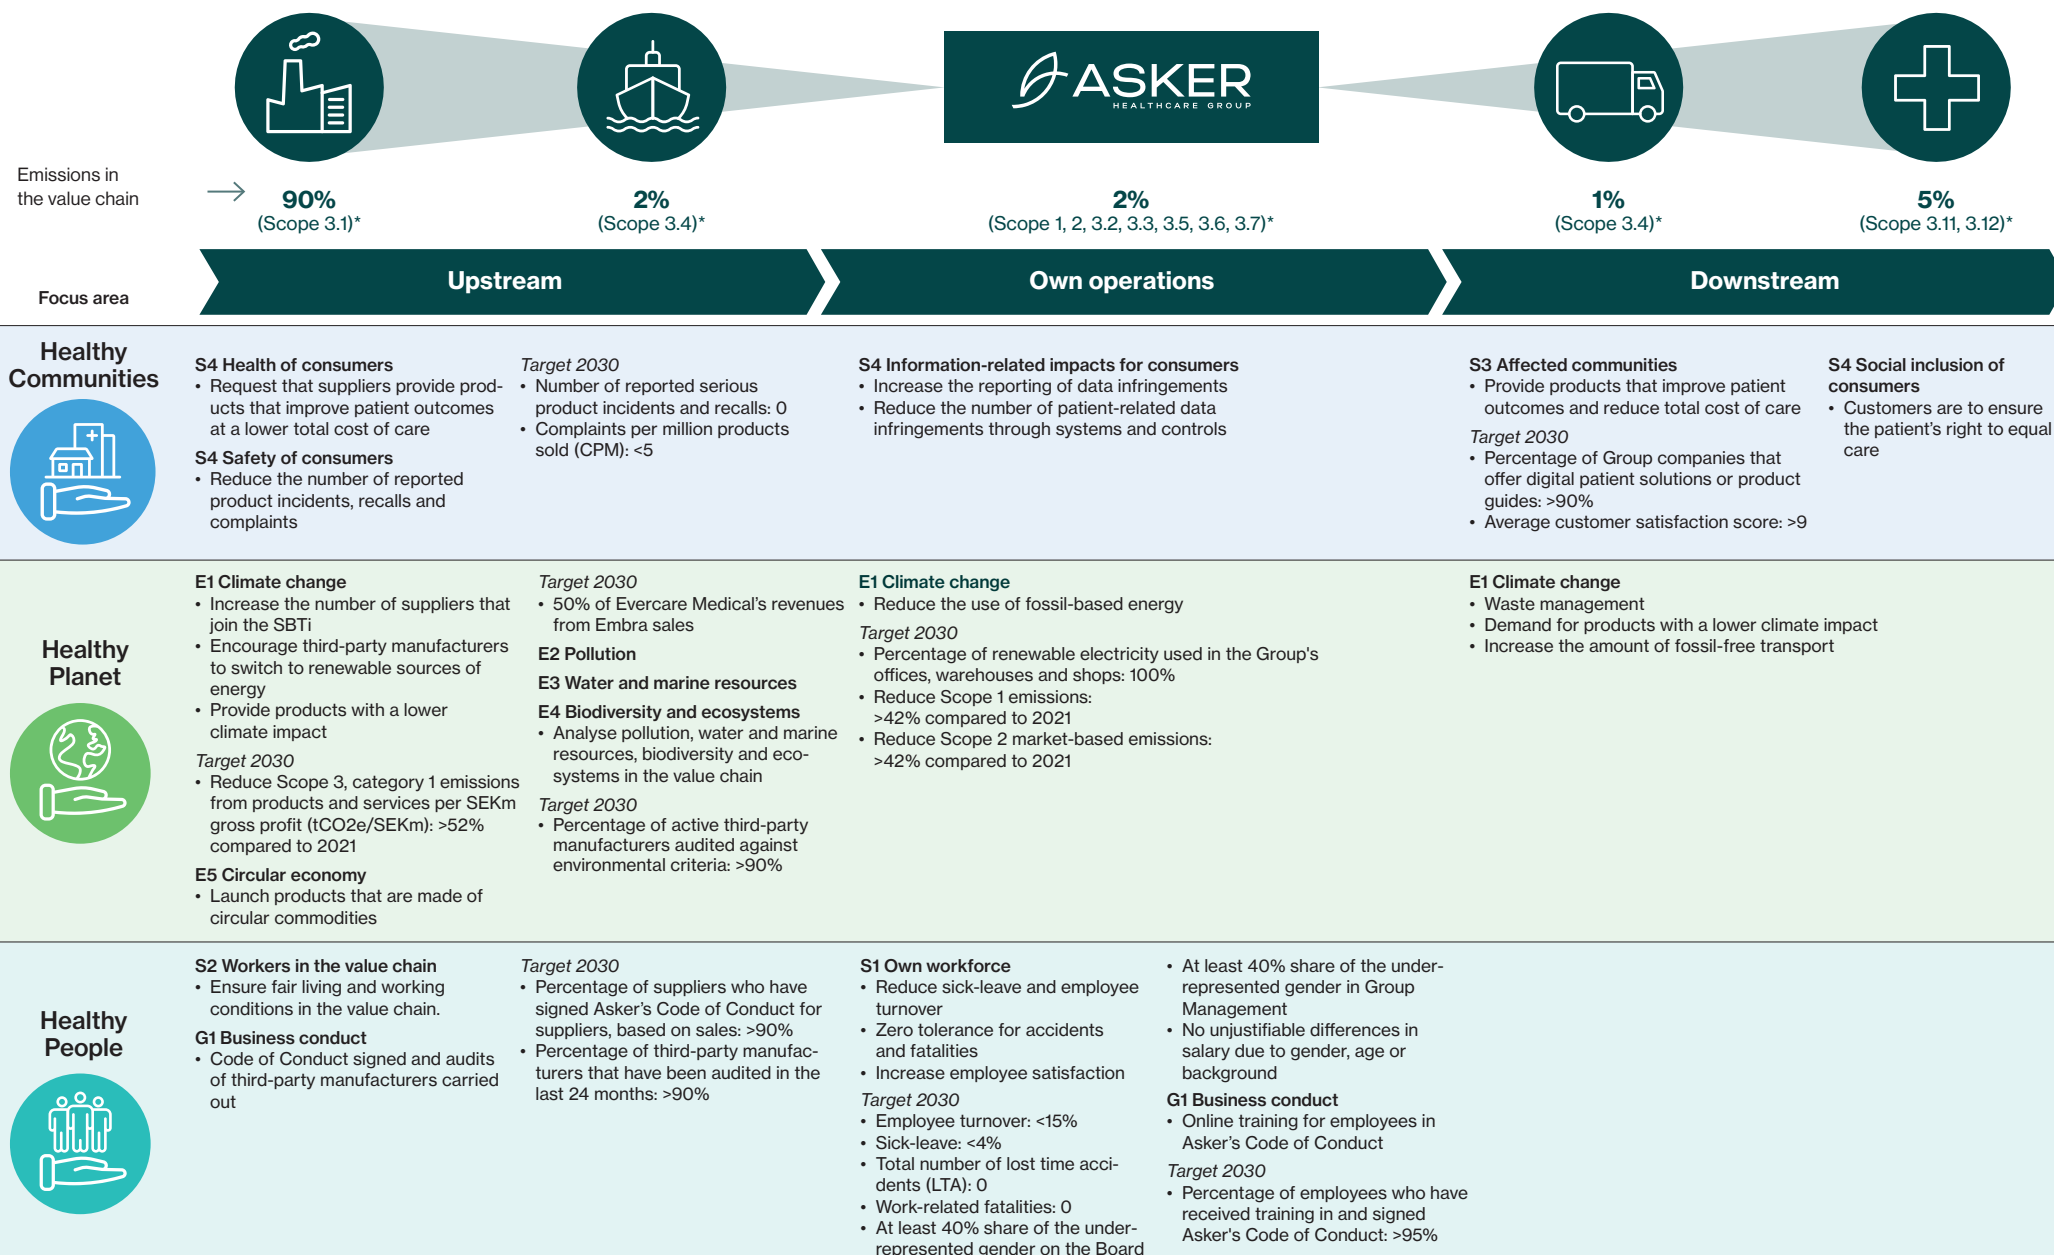 ASKER
HEALTHCARE GROUP
Emissions in
the value chain
90%
(Scope 3.1)*
2%
(Scope 3.4)*
2%
(Scope 1, 2, 3.2, 3.3, 3.5, 3.6, 3.7)*
1%
(Scope 3.4)*
5%
(Scope 3.11, 3.12)*
Focus area
Upstream
Own operations
Downstream
Healthy
Communities
S4 Health of consumers
• Request that suppliers provide prod-
ucts that improve patient outcomes
at a lower total cost of care
S4 Safety of consumers
• Reduce the number of reported
product incidents, recalls and
complaints
Target 2030
• Number of reported serious
product incidents and recalls: 0
• Complaints per million products
sold (CPM): <5
S4 Information-related impacts for consumers
• Increase the reporting of data infringements
• Reduce the number of patient-related data
infringements through systems and controls
S3 Affected communities
• Provide products that improve patient
outcomes and reduce total cost of care
Target 2030
• Percentage of Group companies that
offer digital patient solutions or product
guides: >90%
• Average customer satisfaction score: >9
S4 Social inclusion of
consumers
• Customers are to ensure
the patient's right to equal
care
Healthy
Planet
E1 Climate change
• Increase the number of suppliers that
join the SBTi
• Encourage third-party manufacturers
to switch to renewable sources of
energy
• Provide products with a lower
climate impact
Target 2030
• Reduce Scope 3, category 1 emissions
from products and services per SEKm
gross profit (tCO2e/SEKm): >52%
compared to 2021
E5 Circular economy
• Launch products that are made of
circular commodities
Target 2030
• 50% of Evercare Medical's revenues
from Embra sales
E2 Pollution
E3 Water and marine resources
E4 Biodiversity and ecosystems
• Analyse pollution, water and marine
resources, biodiversity and eco-
systems in the value chain
Target 2030
• Percentage of active third-party
manufacturers audited against
environmental criteria: >90%
E1 Climate change
• Reduce the use of fossil-based energy
Target 2030
• Percentage of renewable electricity used in the Group's
offices, warehouses and shops: 100%
• Reduce Scope 1 emissions:
>42% compared to 2021
• Reduce Scope 2 market-based emissions:
>42% compared to 2021
E1 Climate change
• Waste management
• Demand for products with a lower climate impact
• Increase the amount of fossil-free transport
Healthy
People
S2 Workers in the value chain
• Ensure fair living and working
conditions in the value chain.
G1 Business conduct
• Code of Conduct signed and audits
of third-party manufacturers carried
out
Target 2030
• Percentage of suppliers who have
signed Asker's Code of Conduct for
suppliers, based on sales: >90%
• Percentage of third-party manufac-
turers that have been audited in the
last 24 months: >90%
S1 Own workforce
• Reduce sick-leave and employee
turnover
• Zero tolerance for accidents
and fatalities
• Increase employee satisfaction
Target 2030
• Employee turnover: <15%
• Sick-leave: <4%
• Total number of lost time acci-
dents (LTA): 0
• Work-related fatalities: 0
• At least 40% share of the under-
represented gender on the Board
• At least 40% share of the under-
represented gender in Group
Management
• No unjustifiable differences in
salary due to gender, age or
background
G1 Business conduct
• Online training for employees in
Asker's Code of Conduct
Target 2030
• Percentage of employees who have
received training in and signed
Asker's Code of Conduct: >95%